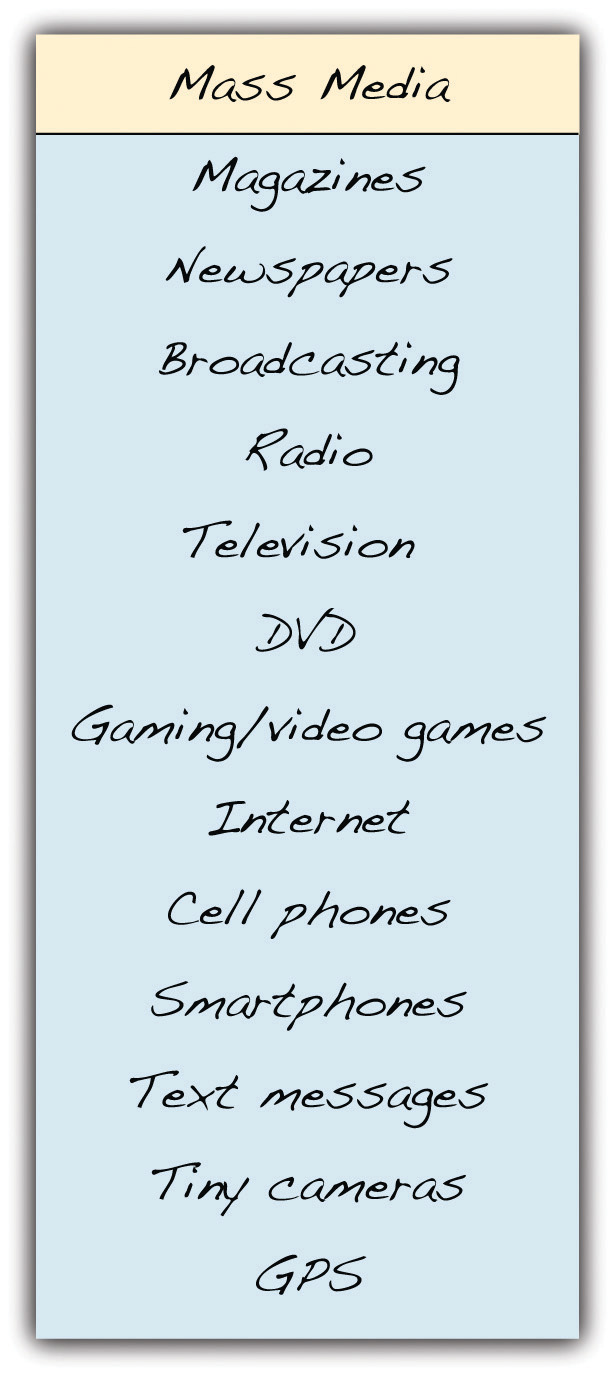 Mass Media
Magazines
Newspapers
Broadcasting
Radio
Television
DVD
Gaming/video games
Internet
Cell phones
Smartphones
Text messages
Tiny cameras
GPS